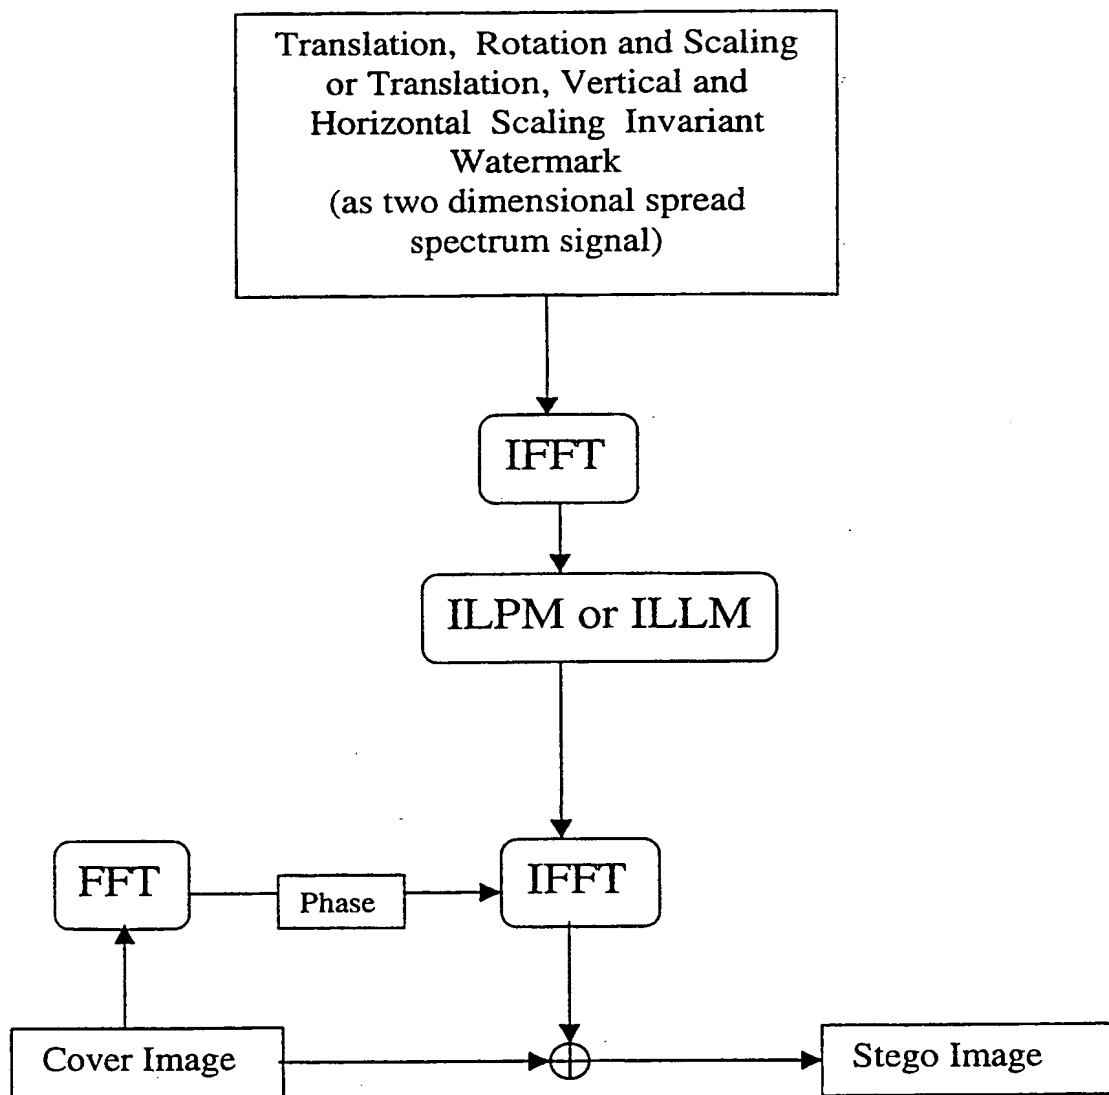 Translation, Rotation and Scaling
or Translation, Vertical and
Horizontal Scaling Invariant
Watermark
(as two dimensional spread
spectrum signal)
IFFT
ILPM or ILLM
FFT
Phase
IFFT
Cover Image
Stego Image